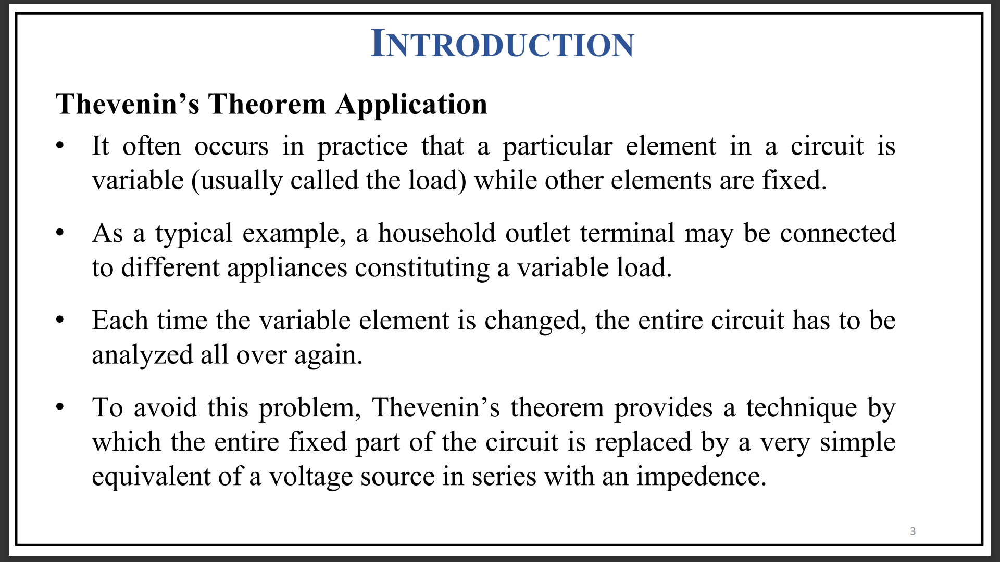 INTRODUCTION
Thevenin’s Theorem Application
• It often occurs in practice that a particular element in a circuit is
variable (usually called the load) while other elements are fixed.
• As a typical example, a household outlet terminal may be connected
to different appliances constituting a variable load.
• Each time the variable element is changed, the entire circuit has to be
analyzed all over again.
• To avoid this problem, Thevenin’s theorem provides a technique by
which the entire fixed part of the circuit is replaced by a very simple
equivalent of a voltage source in series with an impedence.
3